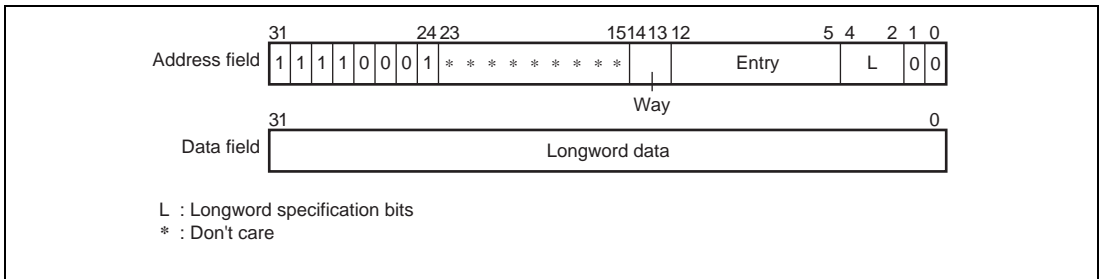 31 24 23 15 14 13 12 5 4 2 1 0
Address field 1 1 1 1 0 0 0 1 * * * * * * * * * Entry L 0 0
Way
31 0
Data field Longword data
L : Longword specification bits
* : Don't care